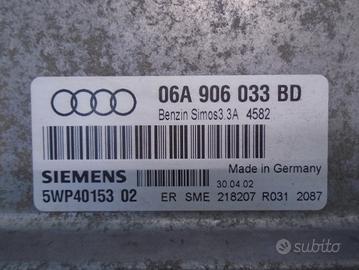 06A 906 033 BD
Benzin Simos3.3A 4582
Made in Germany
SIEMENS
30.04.02
5WP40153 02
ER SME 218207 R031 2087
subito